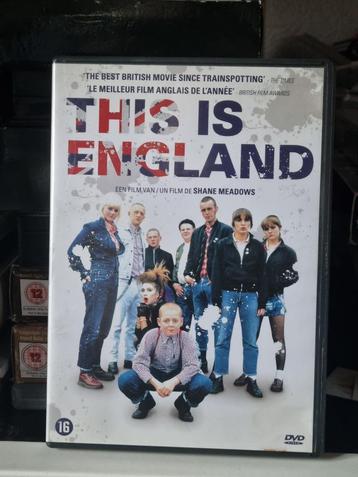 'THE BEST BRITISH MOVIE SINCE TRAINSPOTTING' - THE TIMES
'LE MEILLEUR FILM ANGLAIS DE L'ANNÉE' BRITISH FILM AWARDS
THIS IS
ENGLAND
EEN FILM VAN / UN FILM DE SHANE MEADOWS
12
12
16
DVD